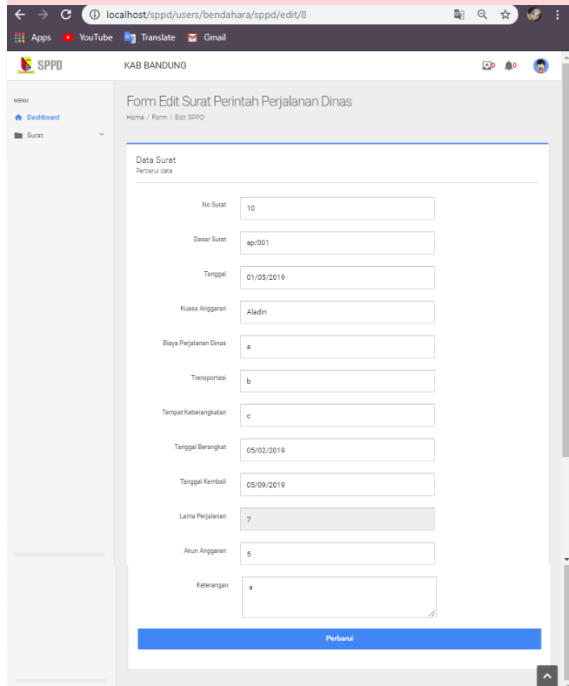 localhost/sppd/users/bendahara/sppd/edit/8
Apps YouTube Translate Gmail
SPPD KAB BANDUNG 0 0
MENU
Dashboard
Surat
Form Edit Surat Perintah Perjalanan Dinas
Home / Form / Edit SPPD
Data Surat
Perbarui data
No Surat 10
Dasar Surat sp/001
Tanggal 01/05/2019
Kuasa Anggaran Aladin
Biaya Perjalanan Dinas a
Transportasi b
Tempat Keberangkatan c
Tanggal Berangkat 05/02/2019
Tanggal Kembali 05/09/2019
Lama Perjalanan 7
Akun Anggaran 5
Keterangan a
Perbarui